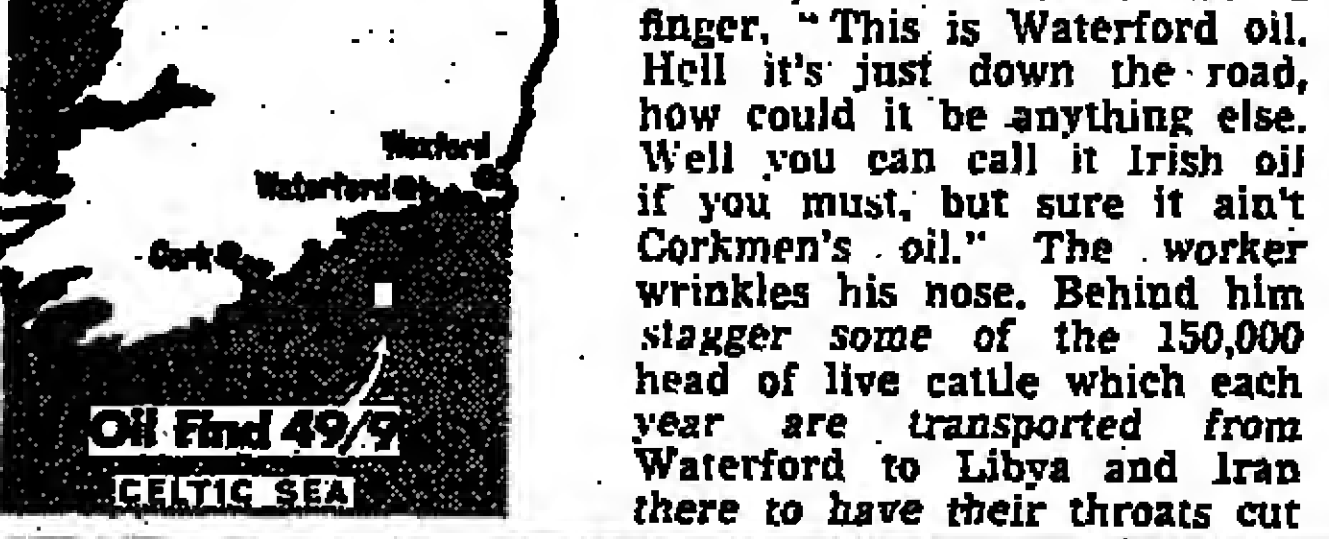 Wexford
Waterford
Cork
Oil Find 49/9
CELTIC SEA
finger, "This is Waterford oil.
Hell it's just down the road,
how could it be anything else.
Well you can call it Irish oil
if you must, but sure it ain't
Corkmen's oil." The worker
wrinkles his nose. Behind him
stagger some of the 150,000
head of live cattle which each
year are transported from
Waterford to Libya and Iran
there to have their throats cut